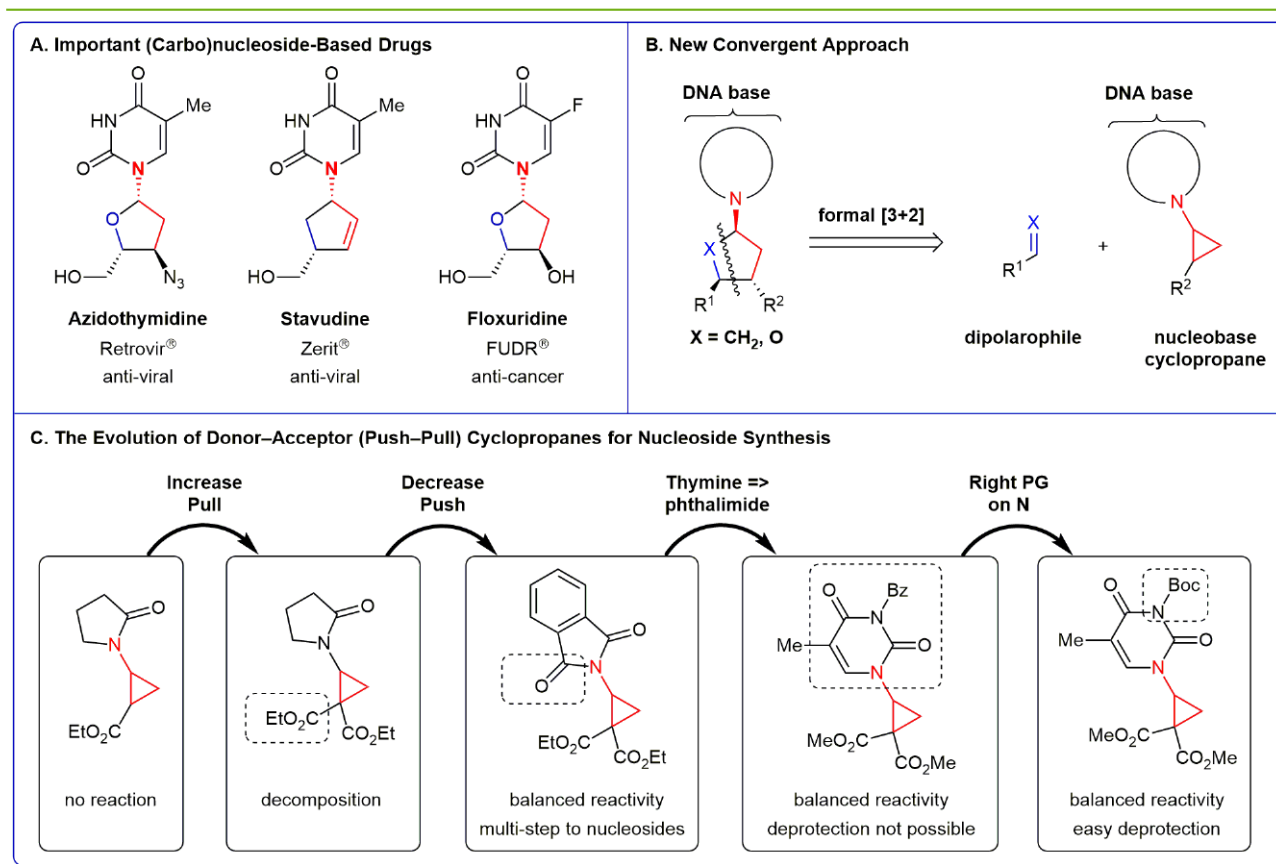 A. Important (Carbo)nucleoside-Based Drugs
O
Me
HN
O
N
O
HO
N3
Azidothymidine
Retrovir®
anti-viral
O
Me
HN
O
N
HO
Stavudine
Zerit®
anti-viral
O
F
HN
O
N
O
HO
OH
Floxuridine
FUDR®
anti-cancer
B. New Convergent Approach
DNA base
N
X
R1
R2
X = CH2, O
formal [3+2]
X
R1
dipolarophile
+
DNA base
N
R2
nucleobase
cyclopropane
C. The Evolution of Donor–Acceptor (Push–Pull) Cyclopropanes for Nucleoside Synthesis
Increase
Pull
Decrease
Push
Thymine =>
phthalimide
Right PG
on N
O
N
EtO2C
no reaction
O
N
EtO2C
CO2Et
decomposition
O
O
N
EtO2C
CO2Et
balanced reactivity
multi-step to nucleosides
O
Bz
N
O
Me
N
MeO2C
CO2Me
balanced reactivity
deprotection not possible
O
Boc
N
O
Me
N
MeO2C
CO2Me
balanced reactivity
easy deprotection